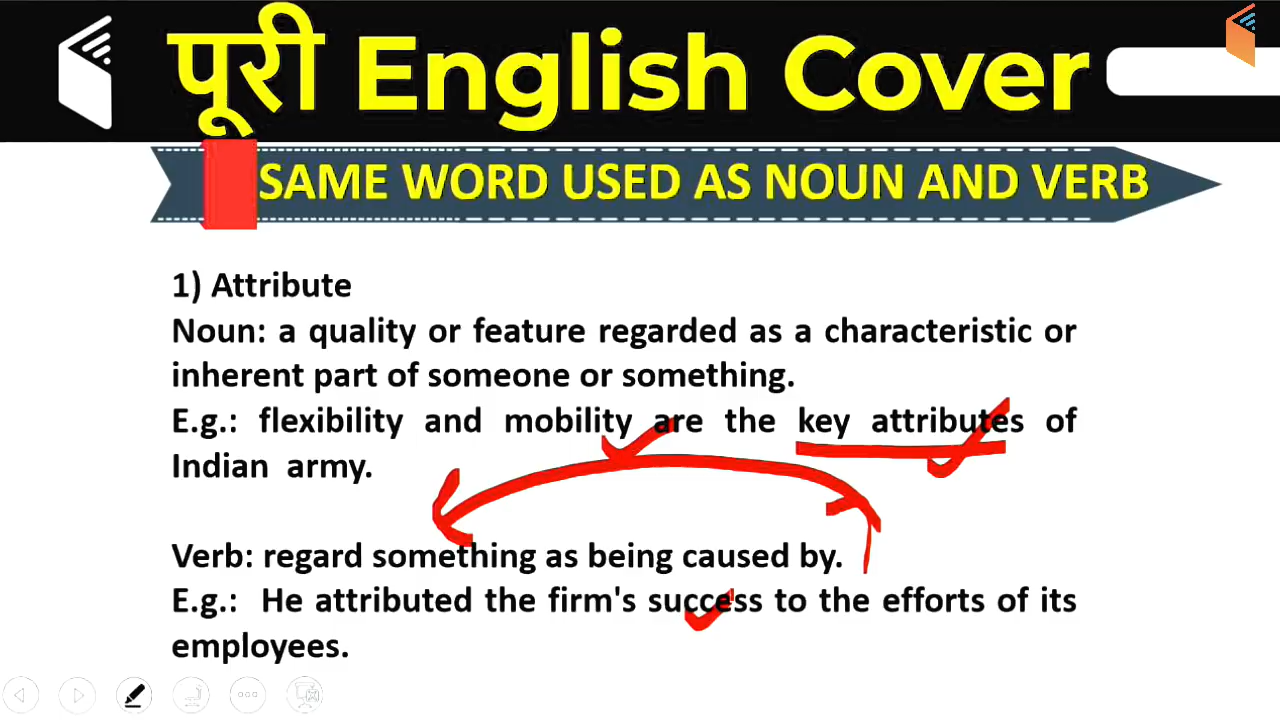 पूरी English Cover
SAME WORD USED AS NOUN AND VERB
1) Attribute
Noun: a quality or feature regarded as a characteristic or
inherent part of someone or something.
E.g.: flexibility and mobility are the key attributes of
Indian army.
Verb: regard something as being caused by.
E.g.: He attributed the firm's success to the efforts of its
employees.